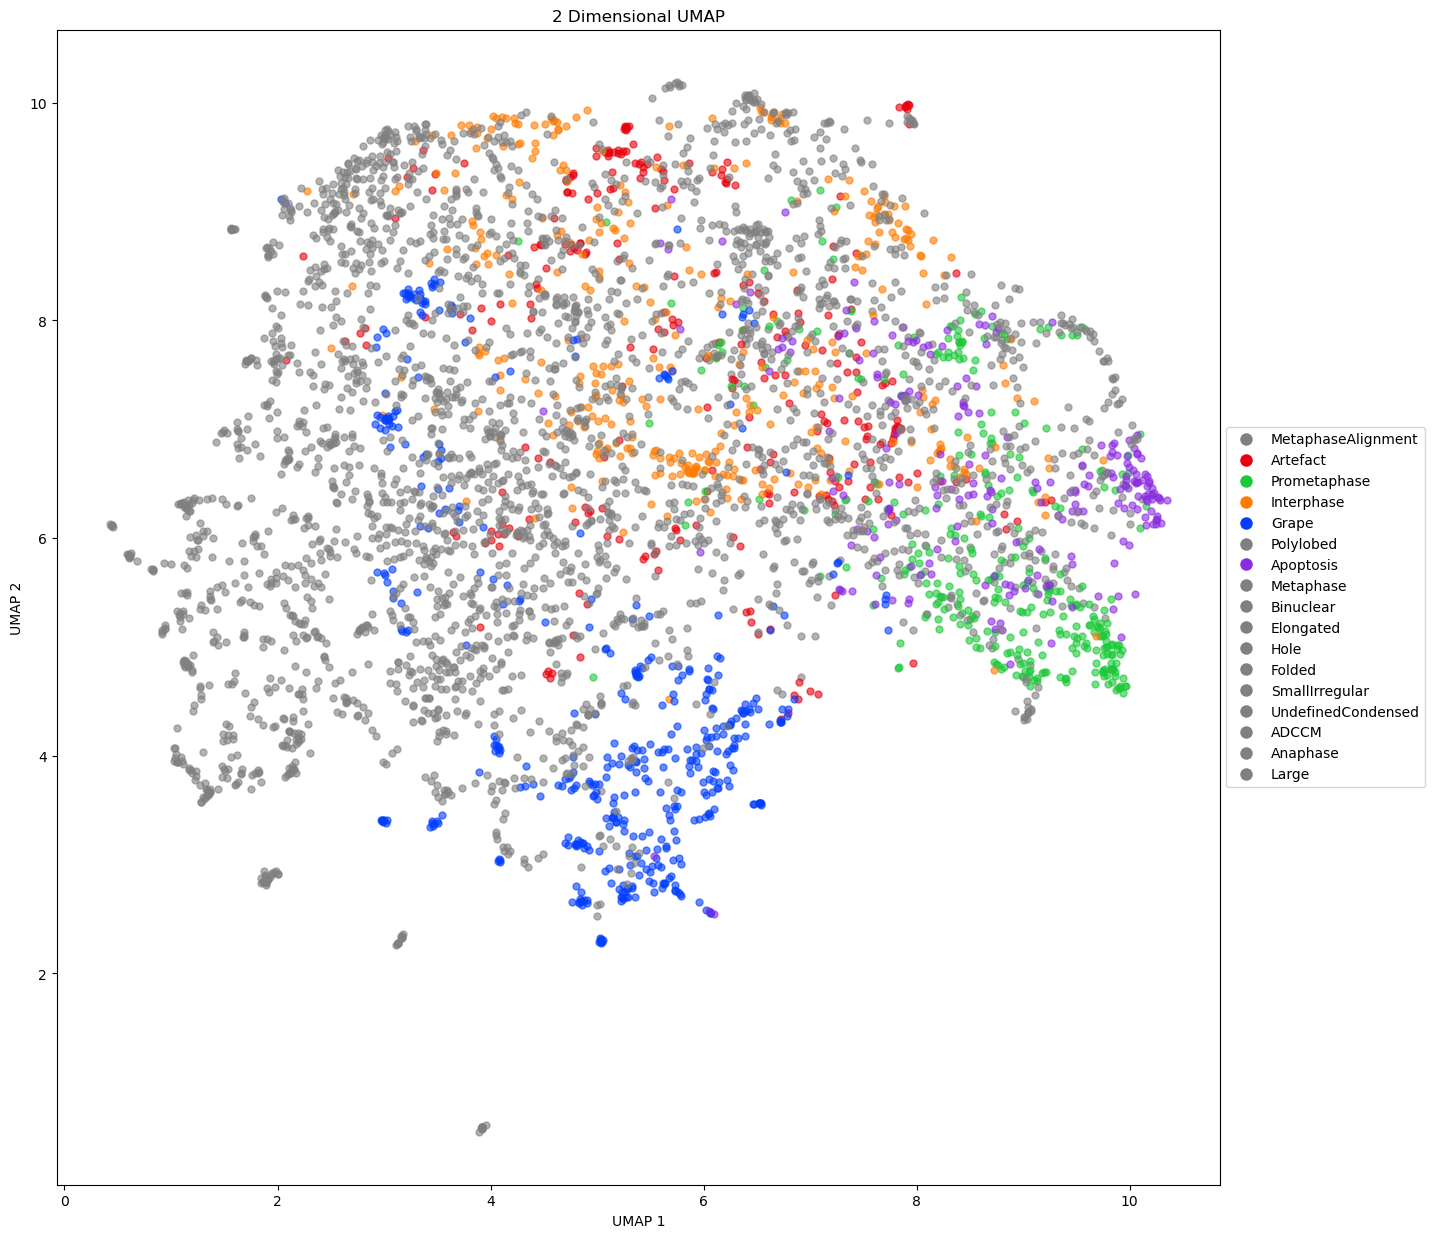 2 Dimensional UMAP
10
8
6
4
2
UMAP 2
0
2
4
6
8
10
UMAP 1
MetaphaseAlignment
Artefact
Prometaphase
Interphase
Grape
Polylobed
Apoptosis
Metaphase
Binuclear
Elongated
Hole
Folded
SmallIrregular
UndefinedCondensed
ADCCM
Anaphase
Large